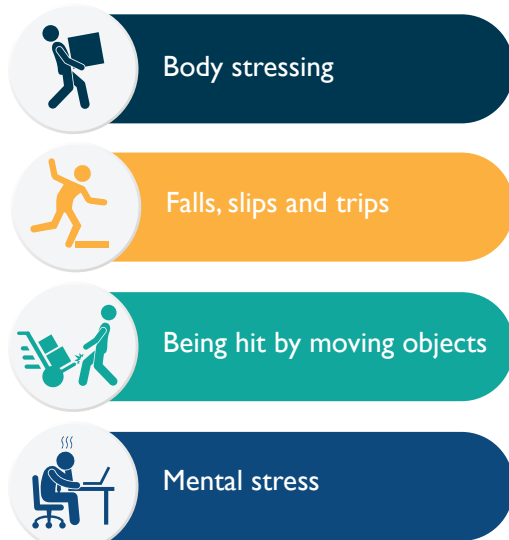 Body stressing
Falls, slips and trips
Being hit by moving objects
Mental stress